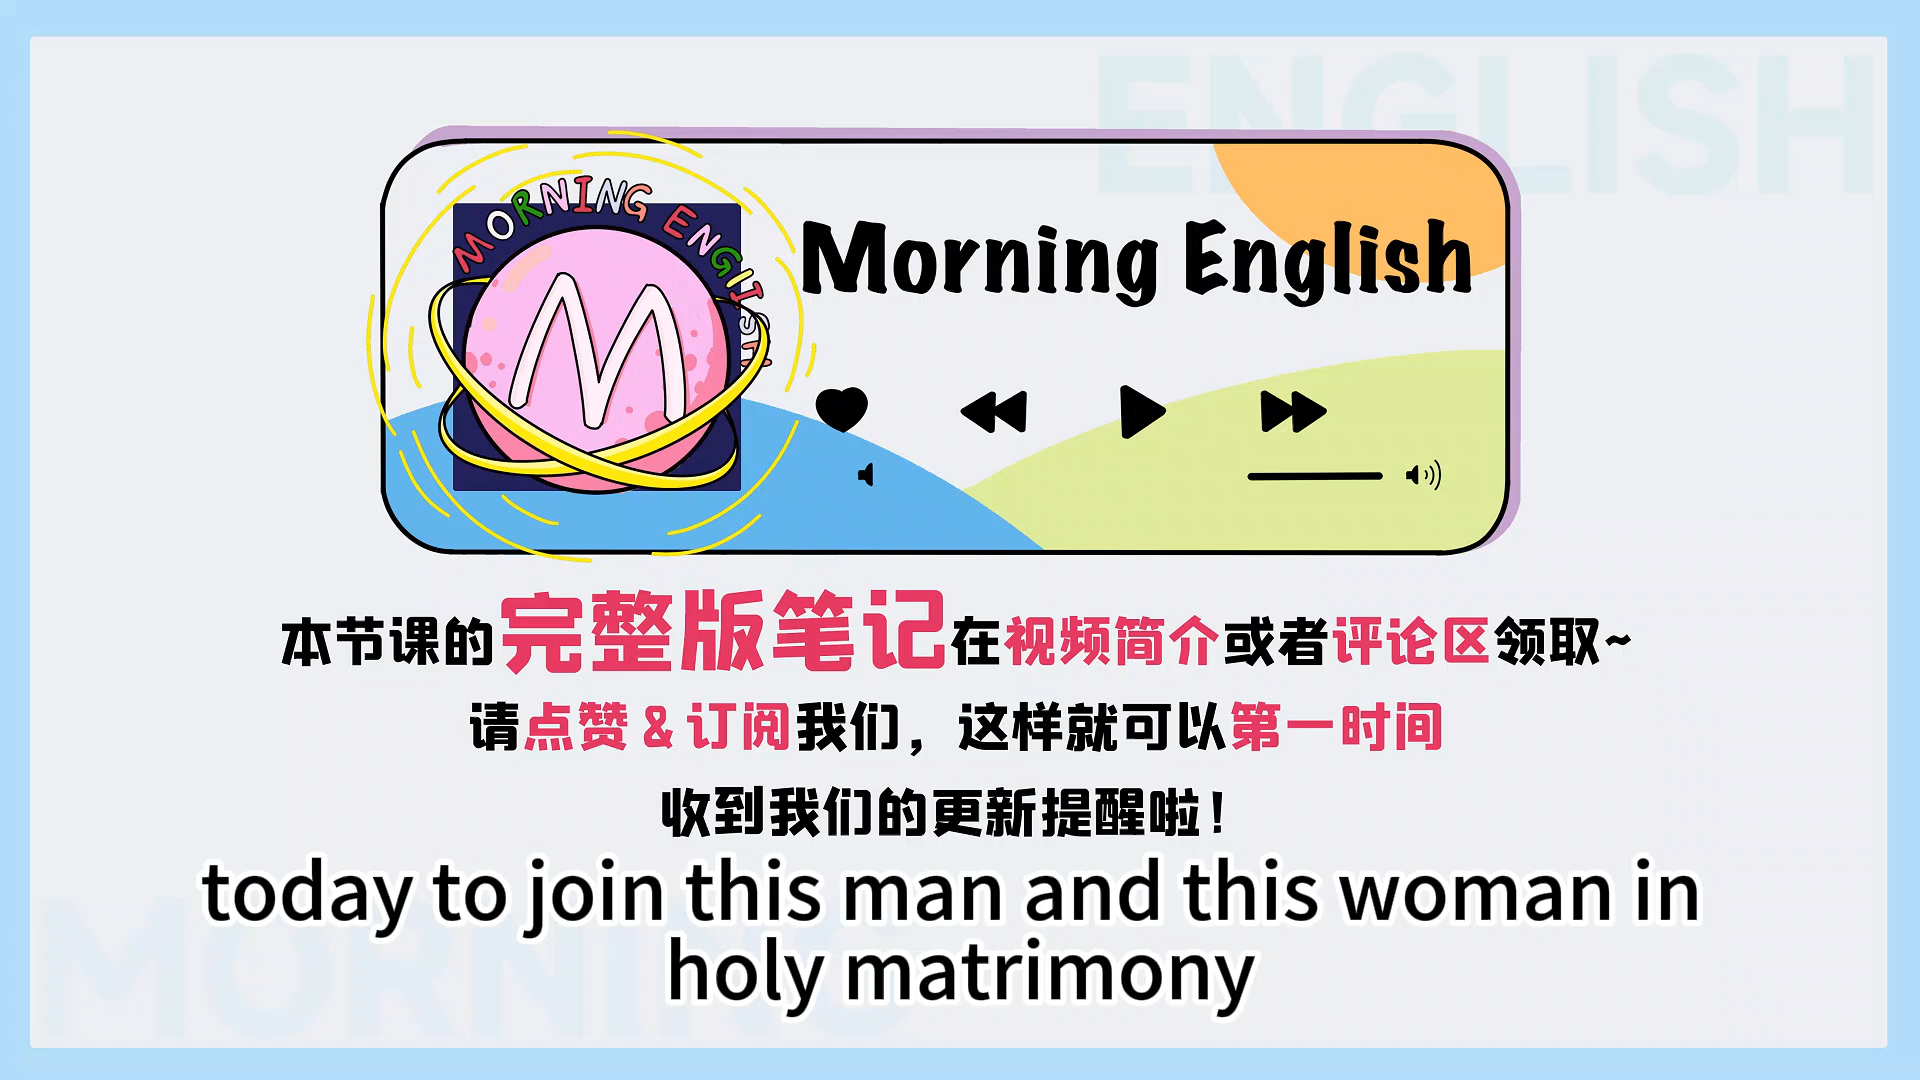 ENGLISH
MORNING ENGLISH
M
Morning English
本节课的完整版笔记在视频简介或者评论区领取~
请点赞&订阅我们，这样就可以第一时间
收到我们的更新提醒啦！
today to join this man and this woman in
holy matrimony
MORNING